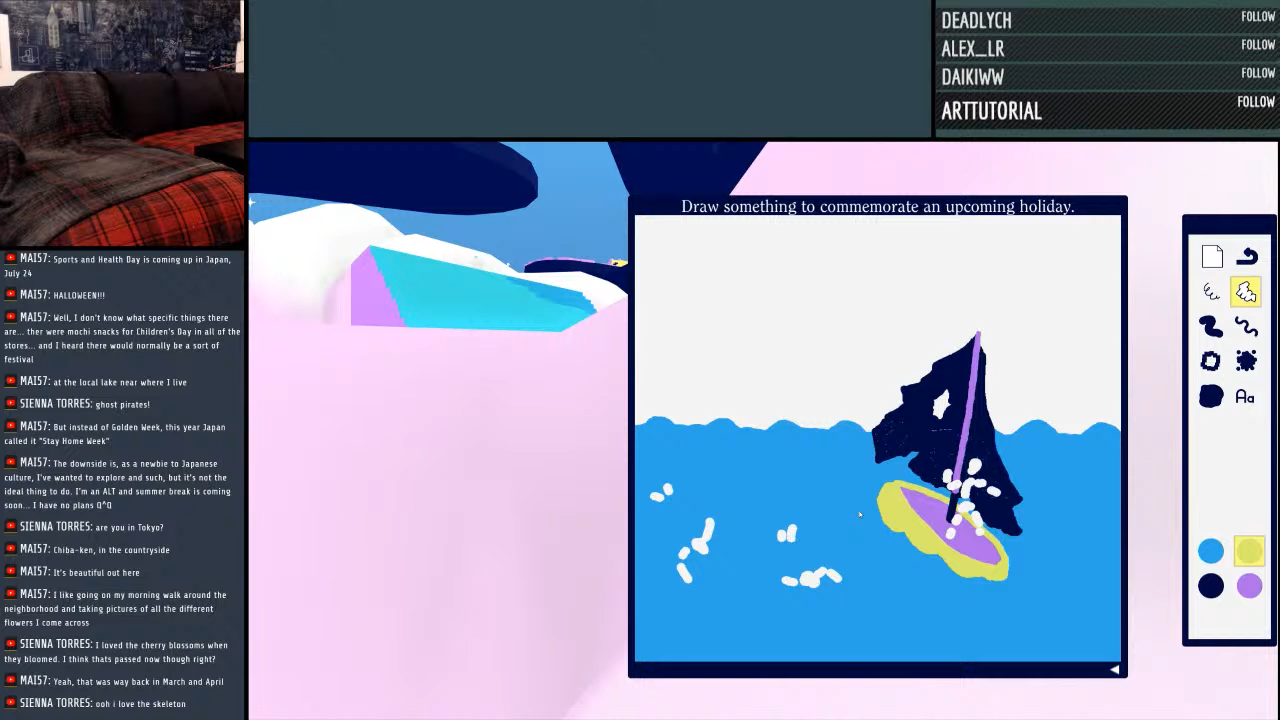 DEADLYCH FOLLOW
ALEX_LR FOLLOW
DAIKIWW FOLLOW
ARTTUTORIAL FOLLOW
Draw something to commemorate an upcoming holiday.
Aa
MAI57: Sports and Health Day is coming up in Japan,
July 24
MAI57: HALLOWEEN!!!
MAI57: Well, I don't know what specific things there
are... ther were mochi snacks for Children's Day in all of the
stores... and I heard there would normally be a sort of
festival
MAI57: at the local lake near where I live
SIENNA TORRES: ghost pirates!
MAI57: But instead of Golden Week, this year Japan
called it "Stay Home Week"
MAI57: The downside is, as a newbie to Japanese
culture, I've wanted to explore and such, but it's not the
ideal thing to do. I'm an ALT and summer break is coming
soon... I have no plans Q^Q
SIENNA TORRES: are you in Tokyo?
MAI57: Chiba-ken, in the countryside
MAI57: It's beautiful out here
MAI57: I like going on my morning walk around the
neighborhood and taking pictures of all the different
flowers I come across
SIENNA TORRES: I loved the cherry blossoms when
they bloomed. I think thats passed now though right?
MAI57: Yeah, that was way back in March and April
SIENNA TORRES: ooh i love the skeleton